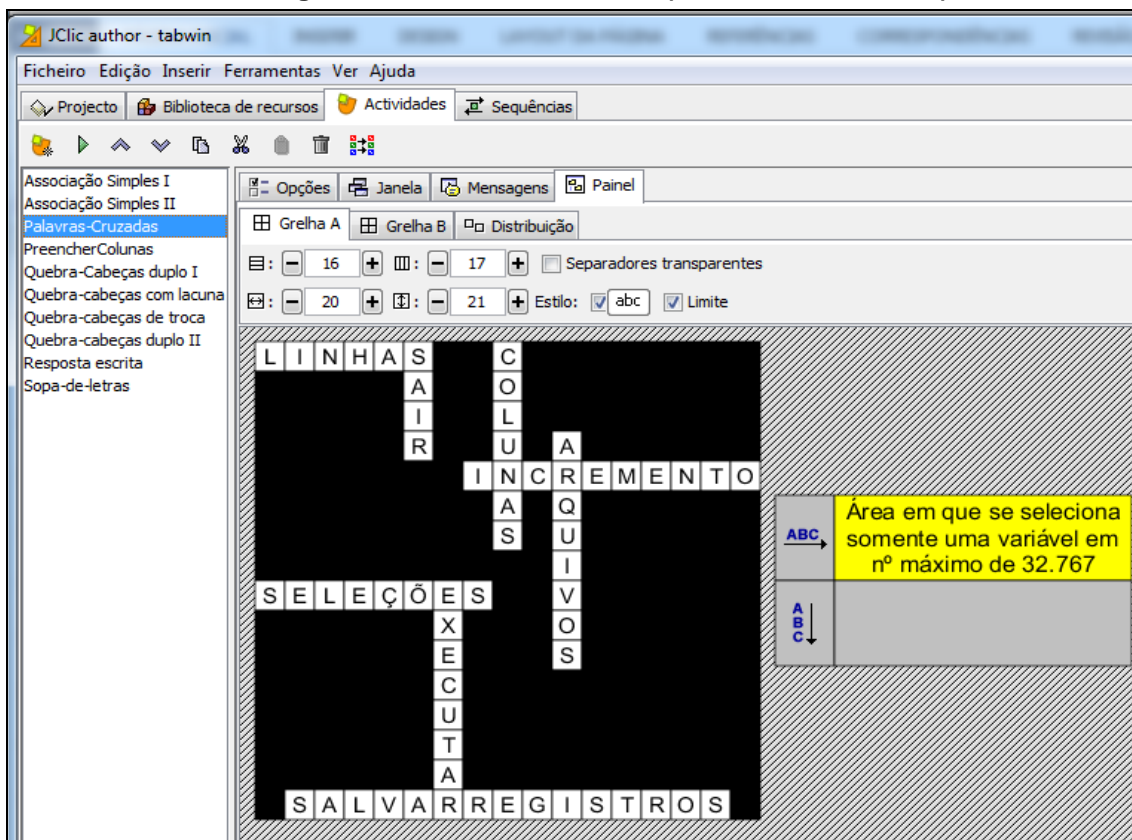 JClic author - tabwin
Ficheiro Edição Inserir Ferramentas Ver Ajuda
Projecto Biblioteca de recursos Actividades Sequências
Associação Simples I
Associação Simples II
Palavras-Cruzadas
PreencherColunas
Quebra-Cabeças duplo I
Quebra-cabeças com lacuna
Quebra-cabeças de troca
Quebra-cabeças duplo II
Resposta escrita
Sopa-de-letras
Opções Janela Mensagens Painel
Grelha A Grelha B Distribuição
: 16 : 17 Separadores transparentes
: 20 : 21 Estilo: abc Limite
LINHAS
SAIR
COLUNAS
ARQUIVOS
INCREMENTO
SELEÇÕES
EXECUTAR
SALVARREGISTROS
ABC
Área em que se seleciona
somente uma variável em
nº máximo de 32.767
ABC